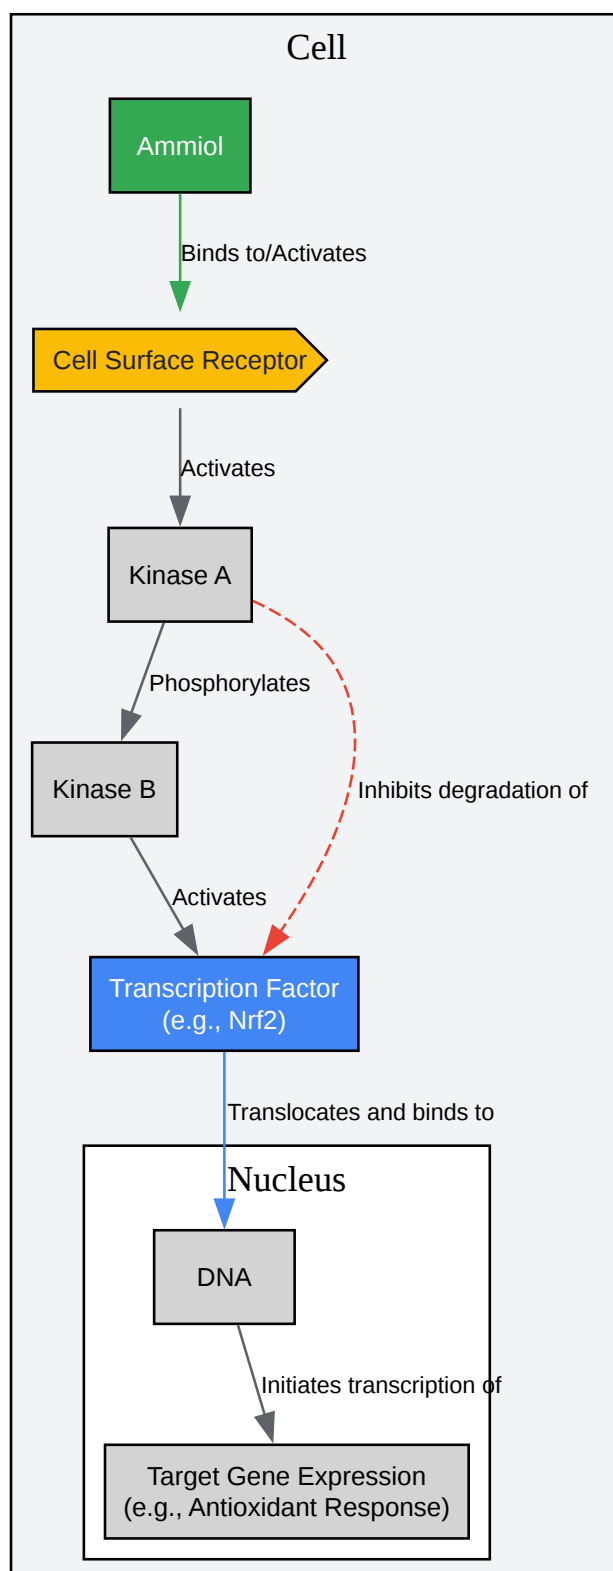 Cell
Ammiol
Binds to/Activates
Cell Surface Receptor
Activates
Kinase A
Phosphorylates
Kinase B
Inhibits degradation of
Activates
Transcription Factor
(e.g., Nrf2)
Translocates and binds to
Nucleus
DNA
Initiates transcription of
Target Gene Expression
(e.g., Antioxidant Response)